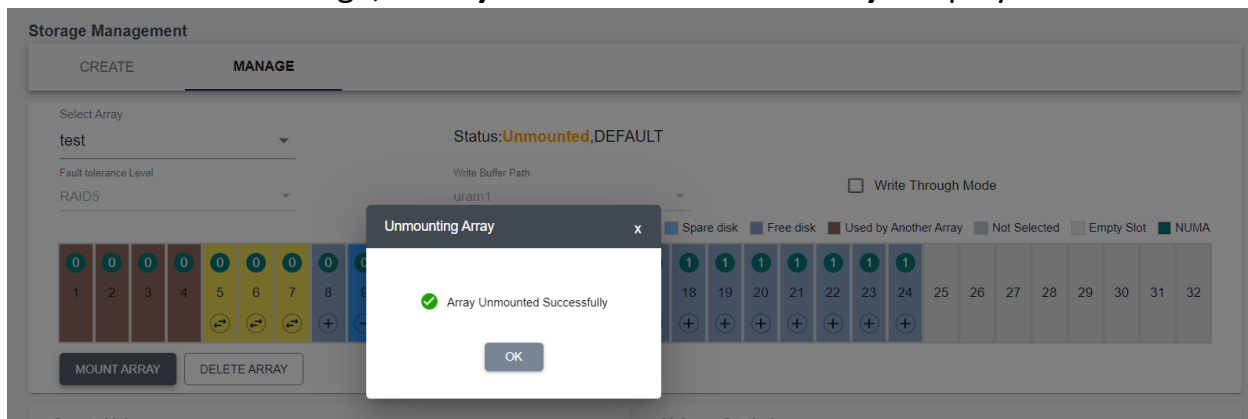 Storage Management
CREATE MANAGE
Select Array
test
Status:Unmounted,DEFAULT
Fault tolerance Level Write Buffer Path
RAID5 uram1
Write Through Mode
Unmounting Array x
Spare disk Free disk Used by Another Array Not Selected Empty Slot NUMA
0 0 0 0 0 0 0 0 1 1 1 1 1 1 1
1 2 3 4 5 6 7 8 18 19 20 21 22 23 24 25 26 27 28 29 30 31 32
Array Unmounted Successfully
OK
MOUNT ARRAY DELETE ARRAY